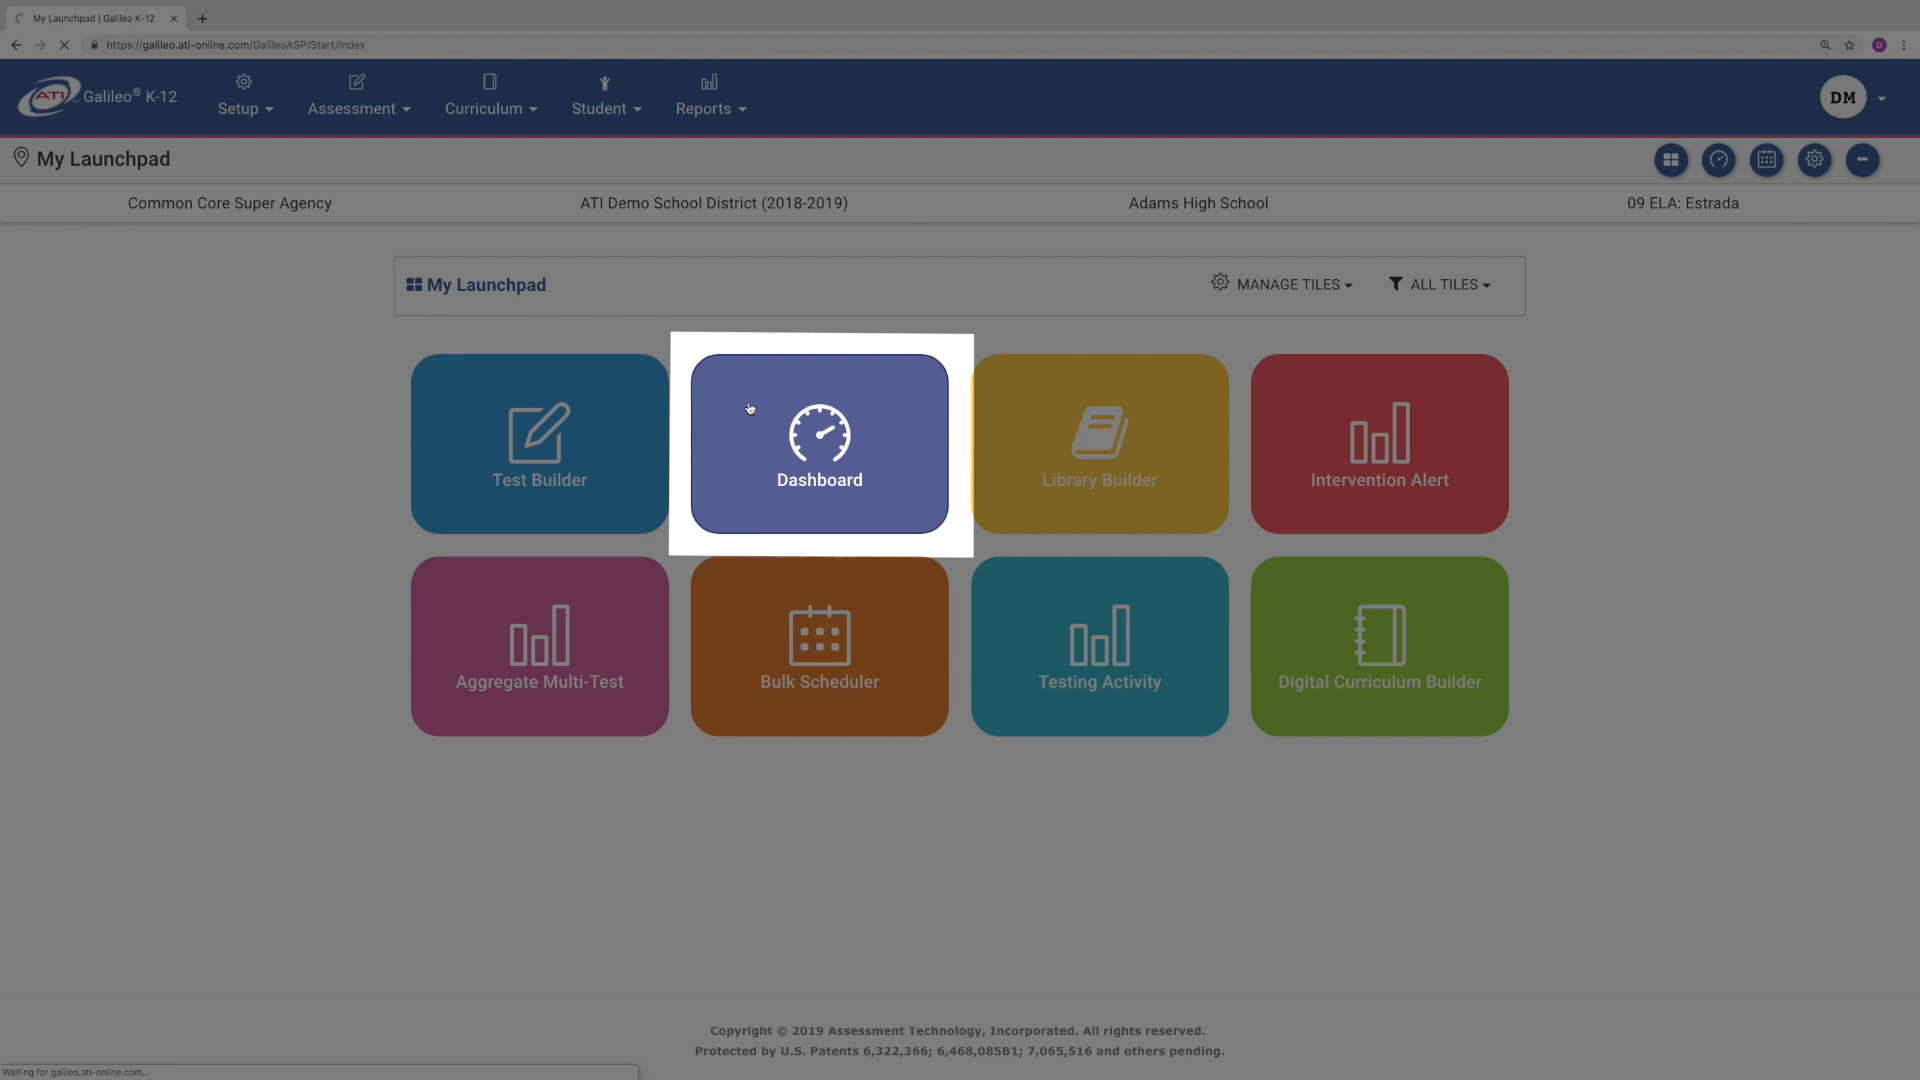 My Launchpad | Galileo K-12
https://galileo.ati-online.com/GalileoASP/Start/Index
D
ATI Galileo® K-12
Setup
Assessment
Curriculum
Student
Reports
DM
My Launchpad
Common Core Super Agency
ATI Demo School District (2018-2019)
Adams High School
09 ELA: Estrada
My Launchpad
MANAGE TILES
ALL TILES
Test Builder
Dashboard
Library Builder
Intervention Alert
Aggregate Multi-Test
Bulk Scheduler
Testing Activity
Digital Curriculum Builder
Copyright © 2019 Assessment Technology, Incorporated. All rights reserved.
Protected by U.S. Patents 6,322,366; 6,468,085B1; 7,065,516 and others pending.
Waiting for galileo.ati-online.com...